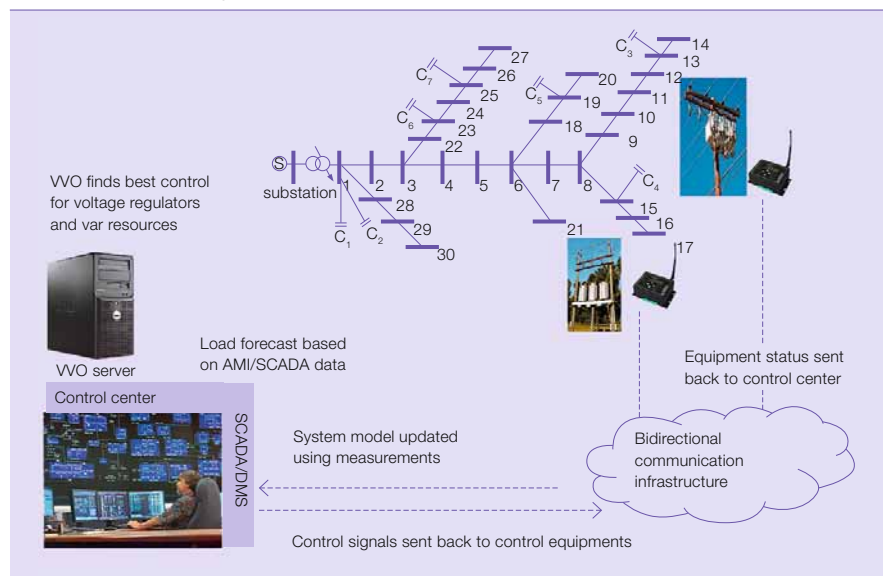 27
26
25
24
23
22
C7
C6
20
19
18
C5
14
13
12
11
10
9
C3
S
substation
1
2
3
4
5
6
7
8
C1
C2
28
29
30
21
C4
15
16
17
VVO finds best control
for voltage regulators
and var resources
VVO server
Load forecast based
on AMI/SCADA data
Control center
SCADA/DMS
System model updated
using measurements
Equipment status sent
back to control center
Bidirectional
communication
infrastructure
Control signals sent back to control equipments